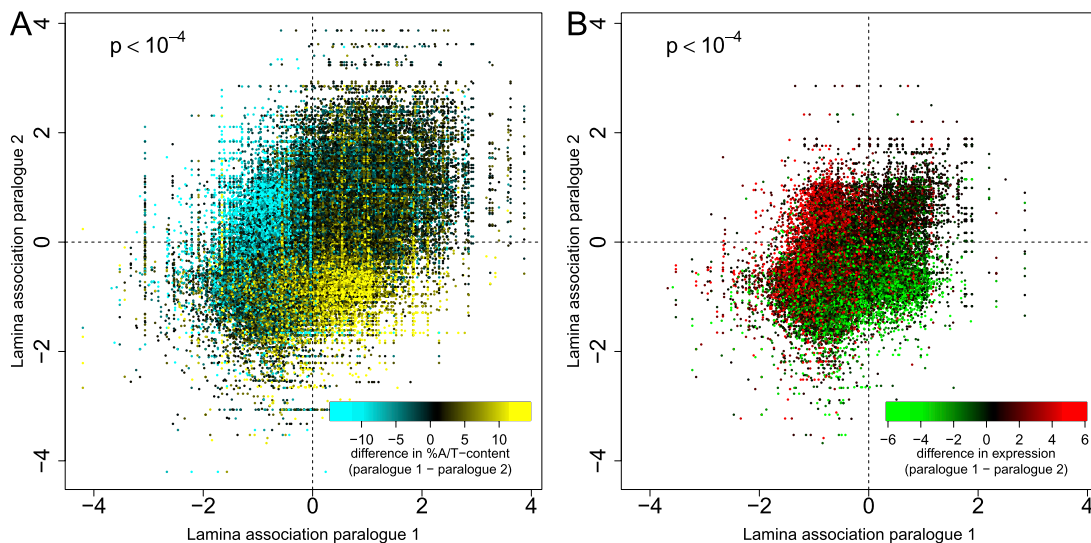 A
p < 10⁻⁴
4
2
0
−2
−4
Lamina association paralogue 2
−10 −5 0 5 10
difference in %A/T−content
(paralogue 1 − paralogue 2)
−4 −2 0 2 4
Lamina association paralogue 1
B
p < 10⁻⁴
4
2
0
−2
−4
Lamina association paralogue 2
−6 −4 −2 0 2 4 6
difference in expression
(paralogue 1 − paralogue 2)
−4 −2 0 2 4
Lamina association paralogue 1